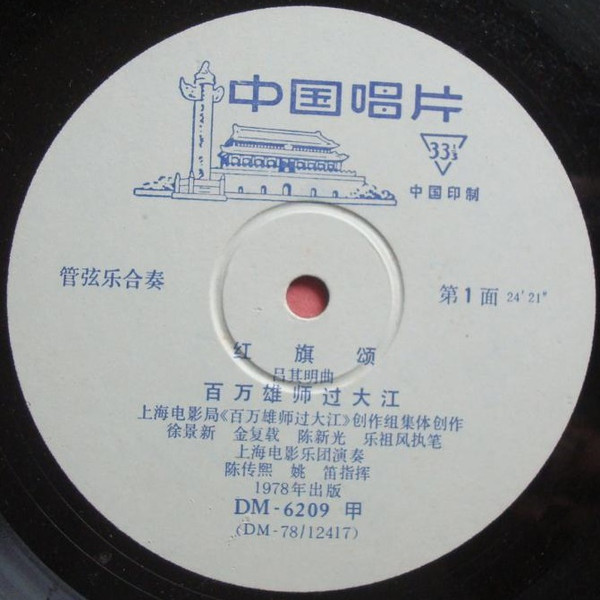 中国唱片
33⅓
中国印制
管弦乐合奏
第1面 24′21″
红旗颂
吕其明曲
百万雄师过大江
上海电影局《百万雄师过大江》创作组集体创作
徐景新 金复载 陈新光 乐祖风执笔
上海电影乐团演奏
陈传熙 姚 笛指挥
1978年出版
DM-6209 甲
(DM-78/12417)